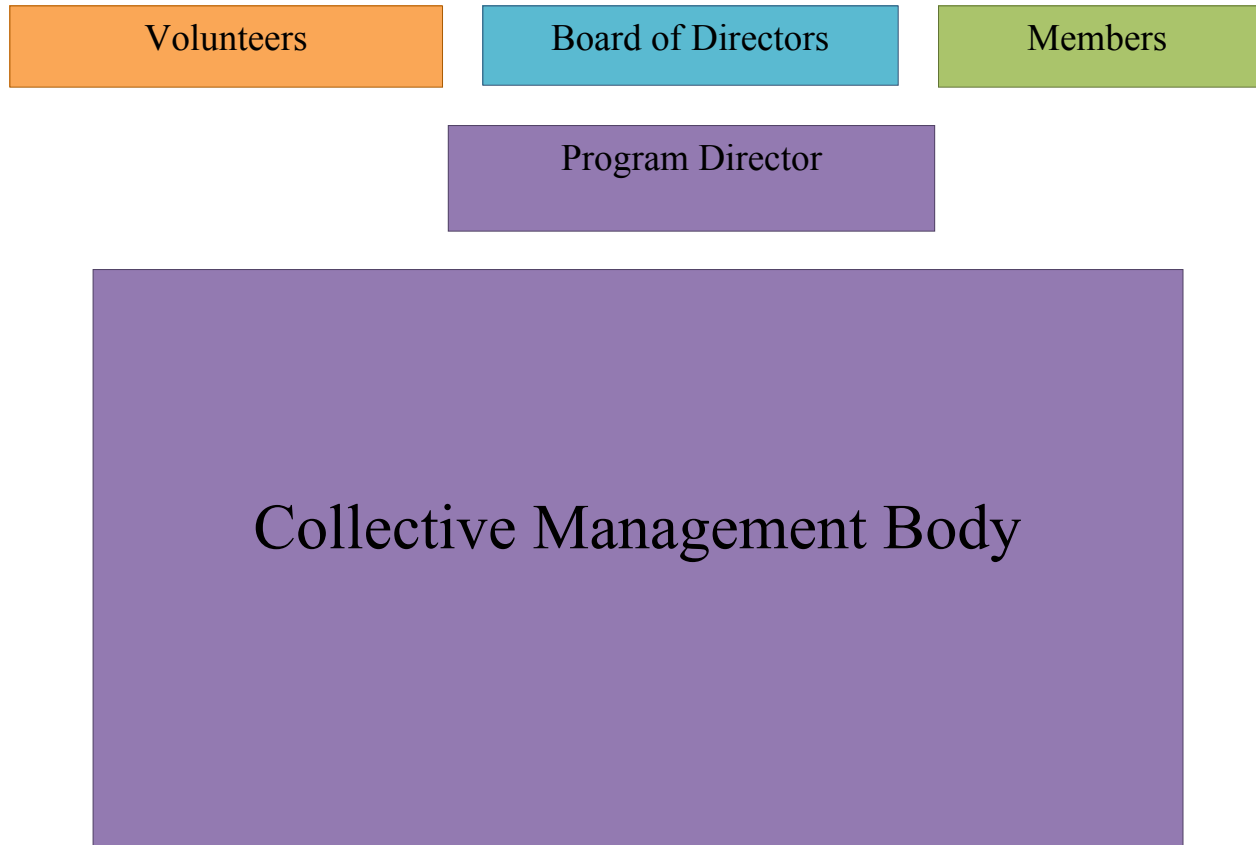 Volunteers
Board of Directors
Members
Program Director
Collective Management Body